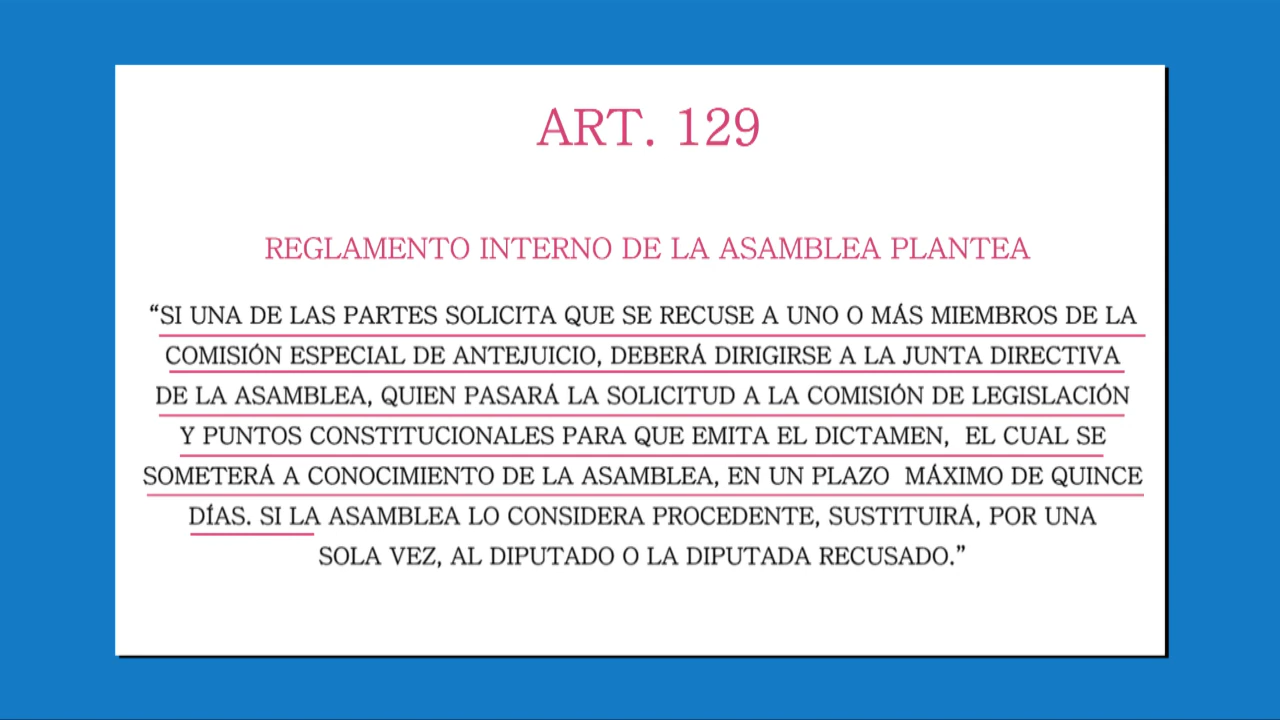 ART. 129
REGLAMENTO INTERNO DE LA ASAMBLEA PLANTEA
“SI UNA DE LAS PARTES SOLICITA QUE SE RECUSE A UNO O MÁS MIEMBROS DE LA
COMISIÓN ESPECIAL DE ANTEJUICIO, DEBERÁ DIRIGIRSE A LA JUNTA DIRECTIVA
DE LA ASAMBLEA, QUIEN PASARÁ LA SOLICITUD A LA COMISIÓN DE LEGISLACIÓN
Y PUNTOS CONSTITUCIONALES PARA QUE EMITA EL DICTAMEN,  EL CUAL SE
SOMETERÁ A CONOCIMIENTO DE LA ASAMBLEA, EN UN PLAZO  MÁXIMO DE QUINCE
DÍAS. SI LA ASAMBLEA LO CONSIDERA PROCEDENTE, SUSTITUIRÁ, POR UNA
SOLA VEZ, AL DIPUTADO O LA DIPUTADA RECUSADO.”